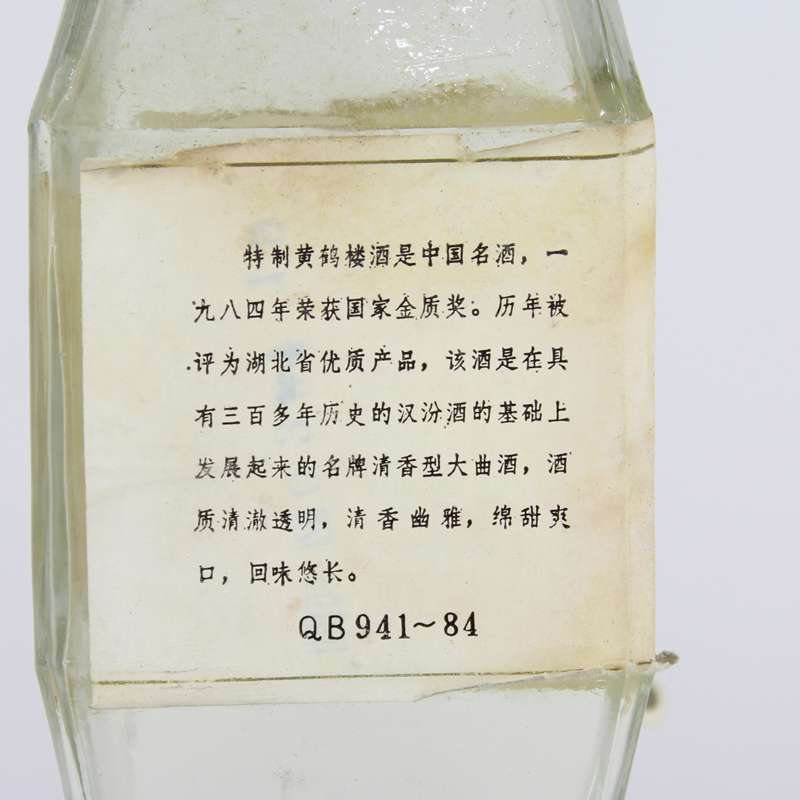 特制黄鹤楼酒是中国名酒，一
九八四年荣获国家金质奖。历年被
评为湖北省优质产品，该酒是在具
有三百多年历史的汉汾酒的基础上
发展起来的名牌清香型大曲酒，酒
质清澈透明，清香幽雅，绵甜爽
口，回味悠长。
QB941~84